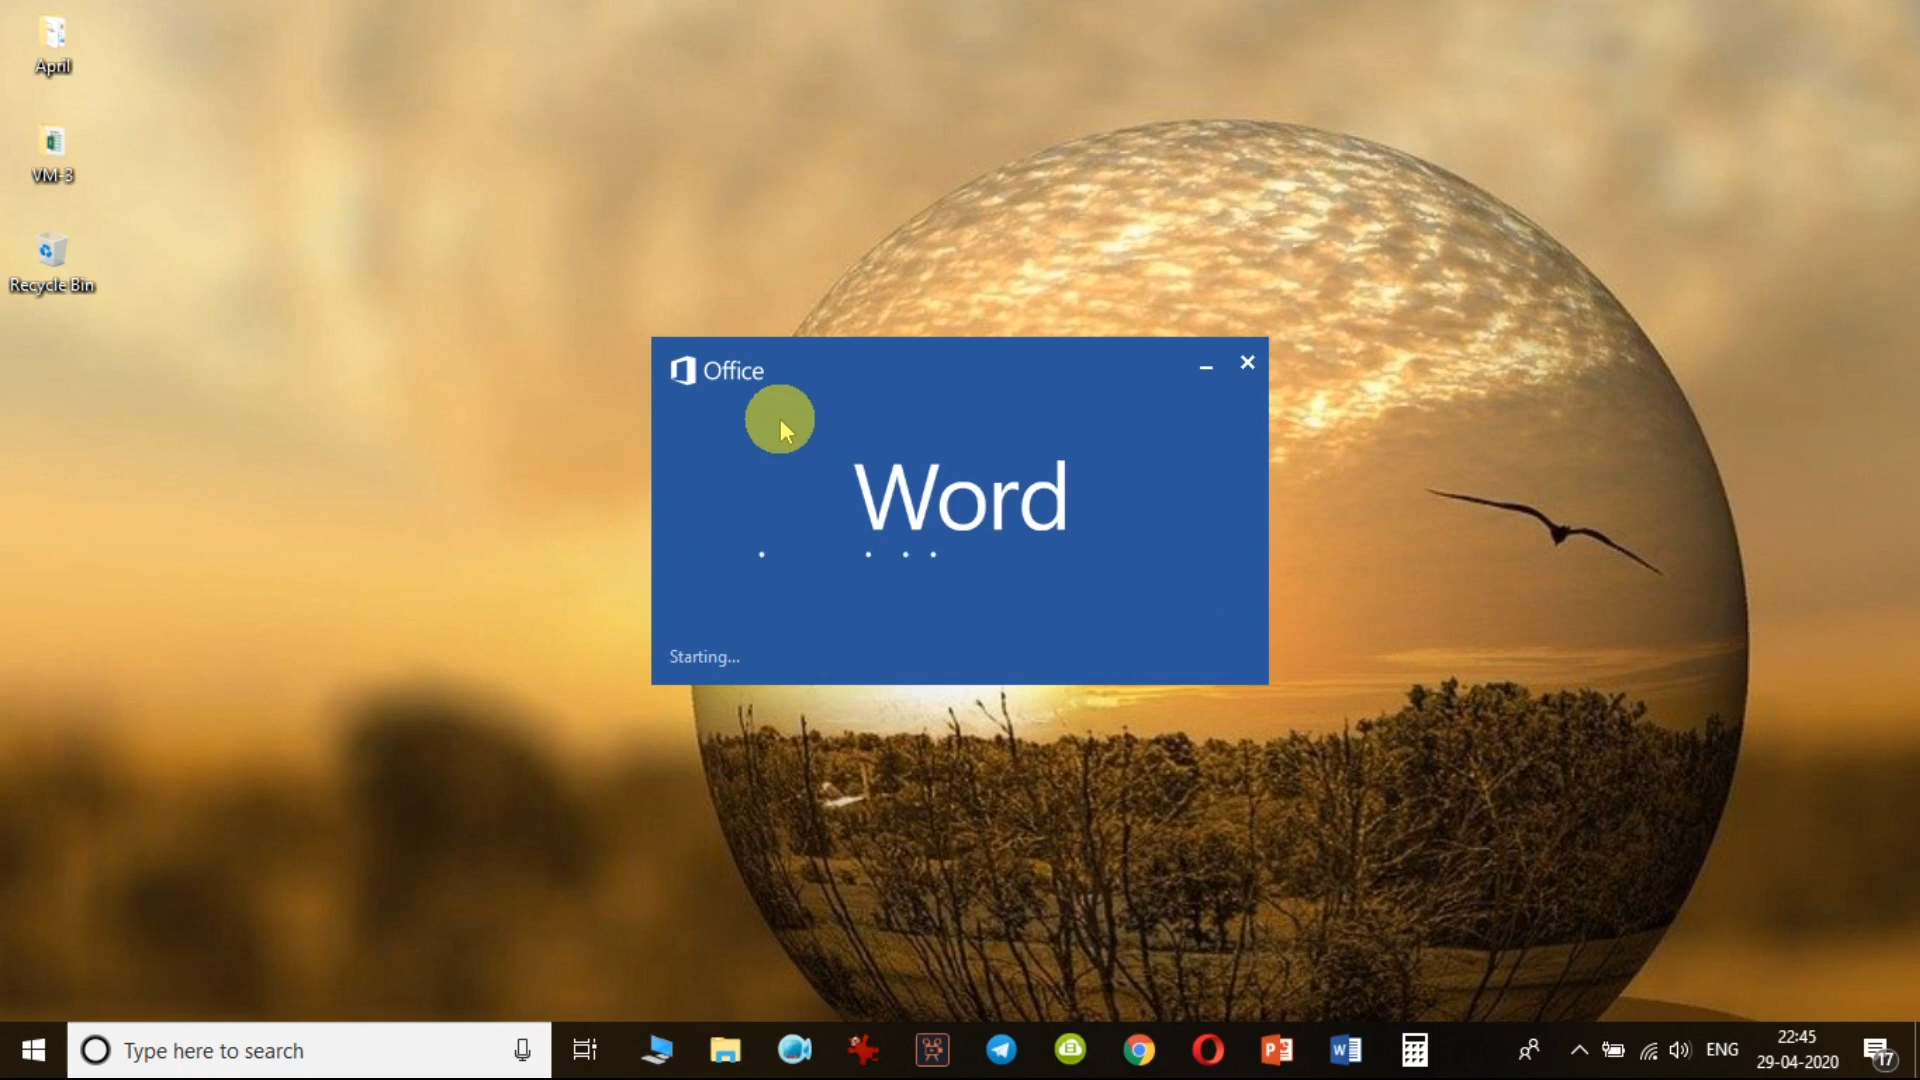 April
VM-3
Recycle Bin
Office
Word
Starting...
Type here to search
ENG
22:45
29-04-2020
17